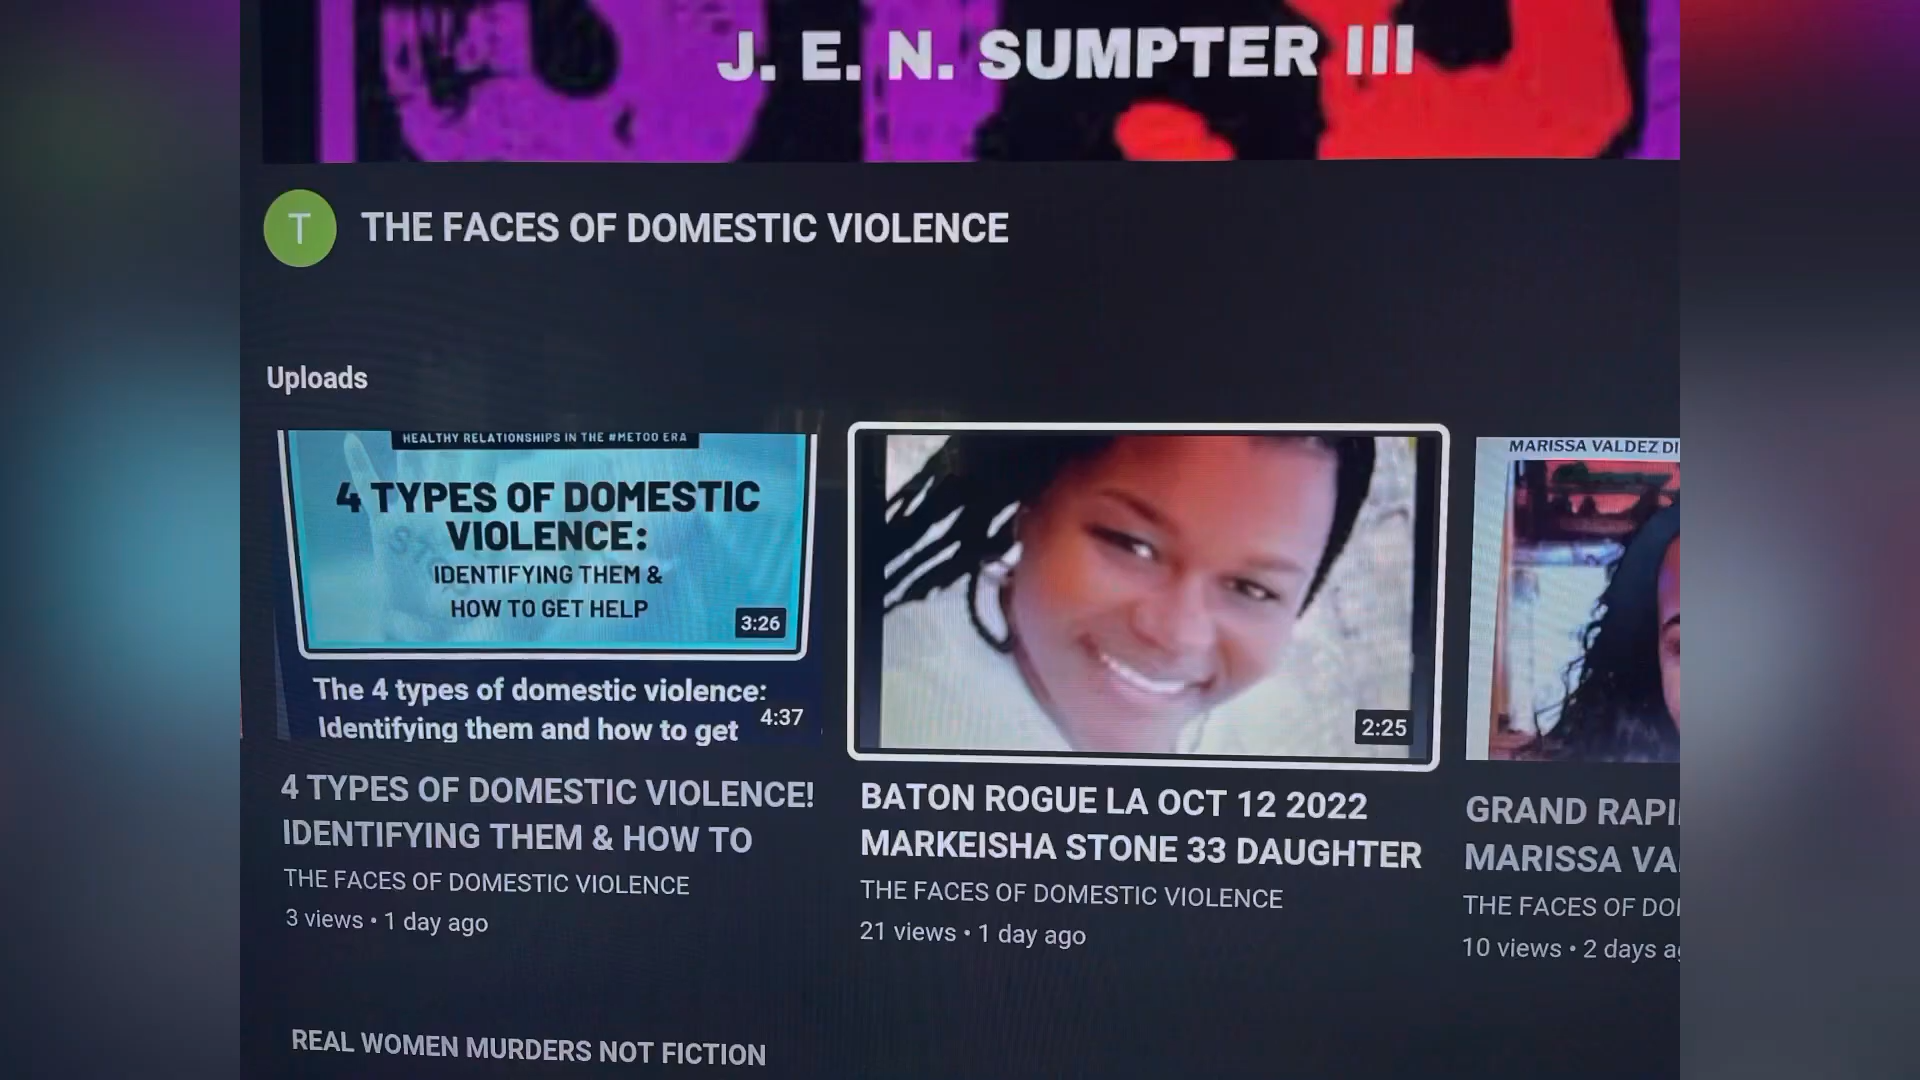 J. E. N. SUMPTER III
T
THE FACES OF DOMESTIC VIOLENCE
Uploads
HEALTHY RELATIONSHIPS IN THE #METOO ERA
4 TYPES OF DOMESTIC
VIOLENCE:
IDENTIFYING THEM &
HOW TO GET HELP
3:26
The 4 types of domestic violence:
Identifying them and how to get
4:37
4 TYPES OF DOMESTIC VIOLENCE!
IDENTIFYING THEM & HOW TO
THE FACES OF DOMESTIC VIOLENCE
3 views • 1 day ago
2:25
BATON ROGUE LA OCT 12 2022
MARKEISHA STONE 33 DAUGHTER
THE FACES OF DOMESTIC VIOLENCE
21 views • 1 day ago
MARISSA VALDEZ DI
GRAND RAPI
MARISSA VA
THE FACES OF DO
10 views • 2 days a
REAL WOMEN MURDERS NOT FICTION